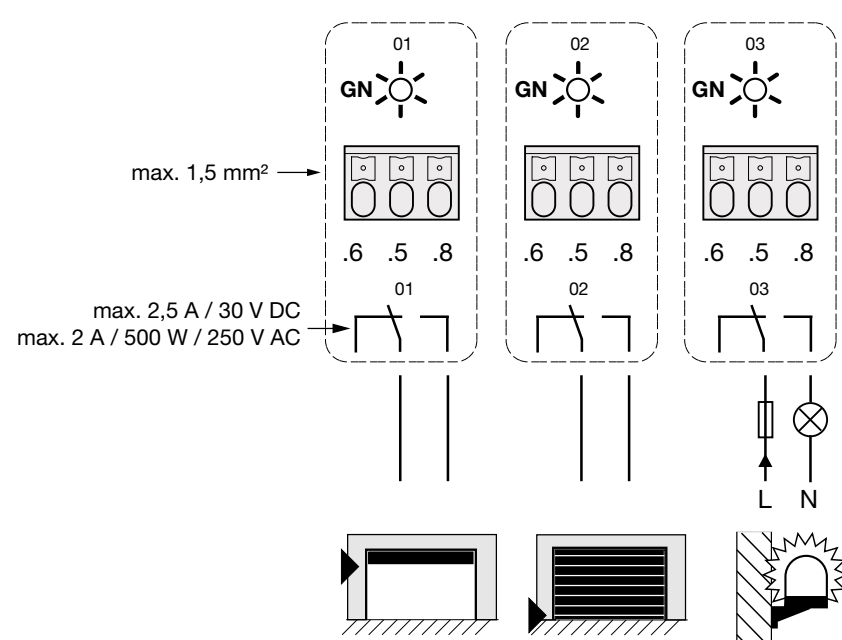 01 02 03
GN GN GN
max. 1,5 mm²
.6 .5 .8 .6 .5 .8 .6 .5 .8
01 02 03
max. 2,5 A / 30 V DC
max. 2 A / 500 W / 250 V AC
L N